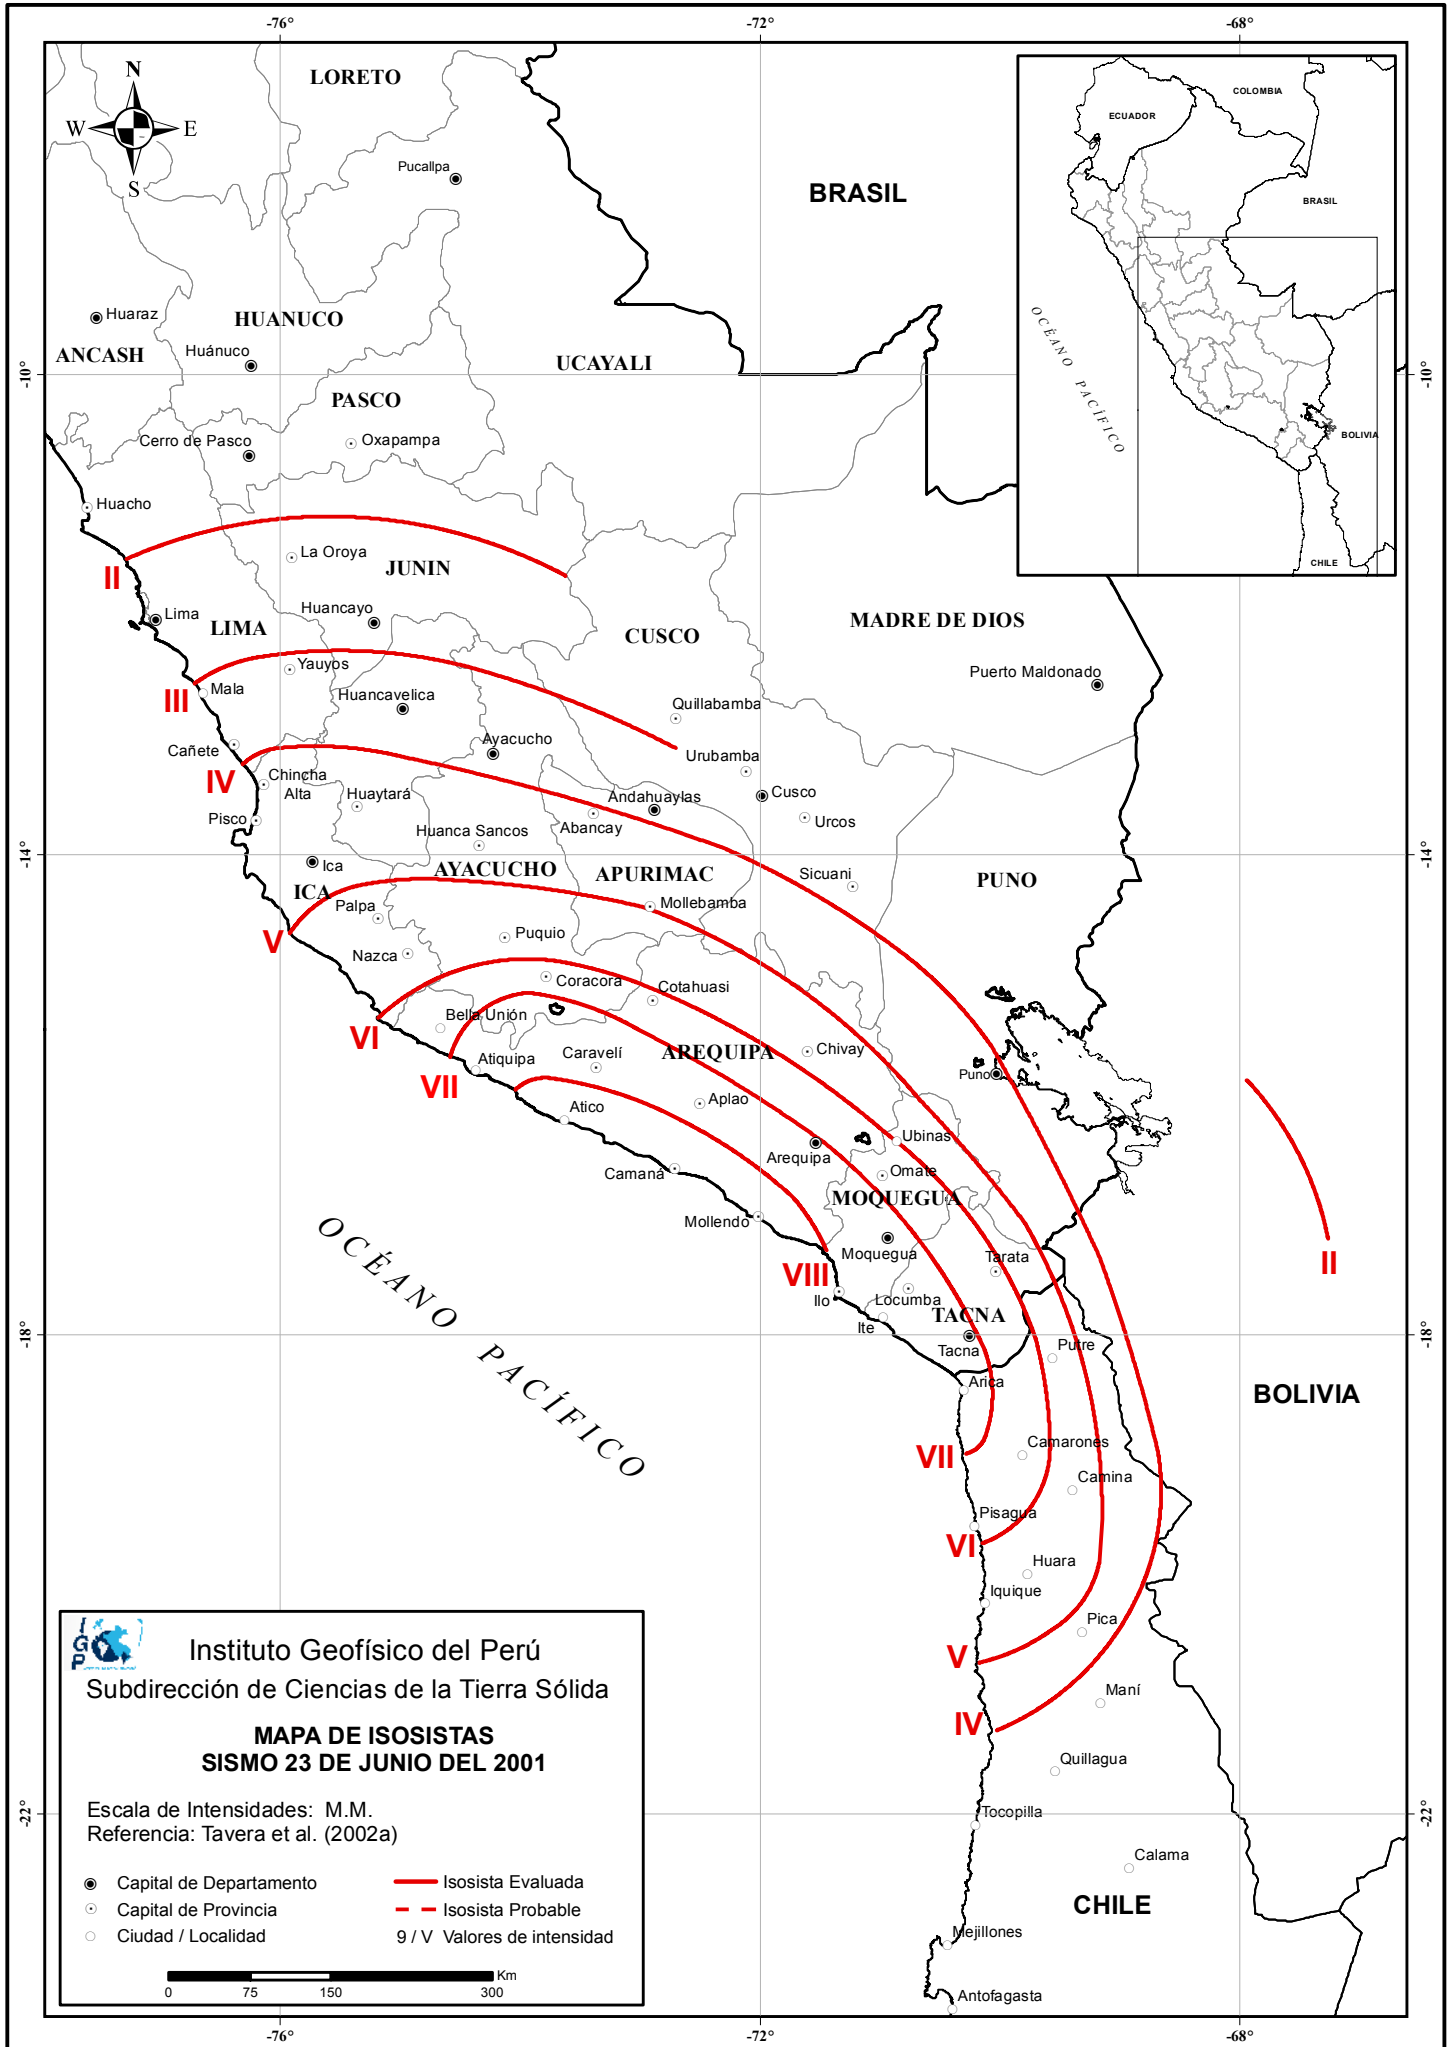 -76°
-72°
-68°
N
W
E
S
LORETO
Pucallpa
BRASIL
COLOMBIA
ECUADOR
BRASIL
OCÉANO PACÍFICO
BOLIVIA
CHILE
Huaraz
HUANUCO
ANCASH
Huánuco
UCAYALI
-10°
-10°
PASCO
Cerro de Pasco
Oxapampa
Huacho
La Oroya
JUNIN
II
Huancayo
Lima
LIMA
CUSCO
MADRE DE DIOS
Yauyos
Puerto Maldonado
III
Mala
Huancavelica
Quillabamba
Cañete
Ayacucho
Urubamba
IV
Chincha
Alta
Huaytará
Andahuaylas
Cusco
Pisco
Abancay
Urcos
Huanca Sancos
-14°
-14°
Ica
AYACUCHO
APURIMAC
Sicuani
PUNO
ICA
Palpa
Mollebamba
V
Nazca
Puquio
Coracora
Cotahuasi
VI
Bella Unión
AREQUIPA
Chivay
VII
Atiquipa
Caravelí
Puno
Aplao
Atico
Ubinas
Arequipa
Camaná
Omate
MOQUEGUA
Mollendo
OCÉANO PACÍFICO
Moquegua
Tarata
II
VIII
Ilo
Locumba
TACNA
Ite
-18°
-18°
Tacna
Putre
Arica
BOLIVIA
VII
Camarones
Camina
Pisagua
VI
Huara
Iquique
Pica
V
Maní
IV
Quillagua
-22°
-22°
Tocopilla
Calama
CHILE
Mejillones
Antofagasta
IGP
Instituto Geofísico del Perú
Subdirección de Ciencias de la Tierra Sólida
MAPA DE ISOSISTAS
SISMO 23 DE JUNIO DEL 2001
Escala de Intensidades: M.M.
Referencia: Tavera et al. (2002a)
Capital de Departamento
Isosista Evaluada
Capital de Provincia
Isosista Probable
Ciudad / Localidad
9 / V Valores de intensidad
Km
0 75 150 300
-76°
-72°
-68°